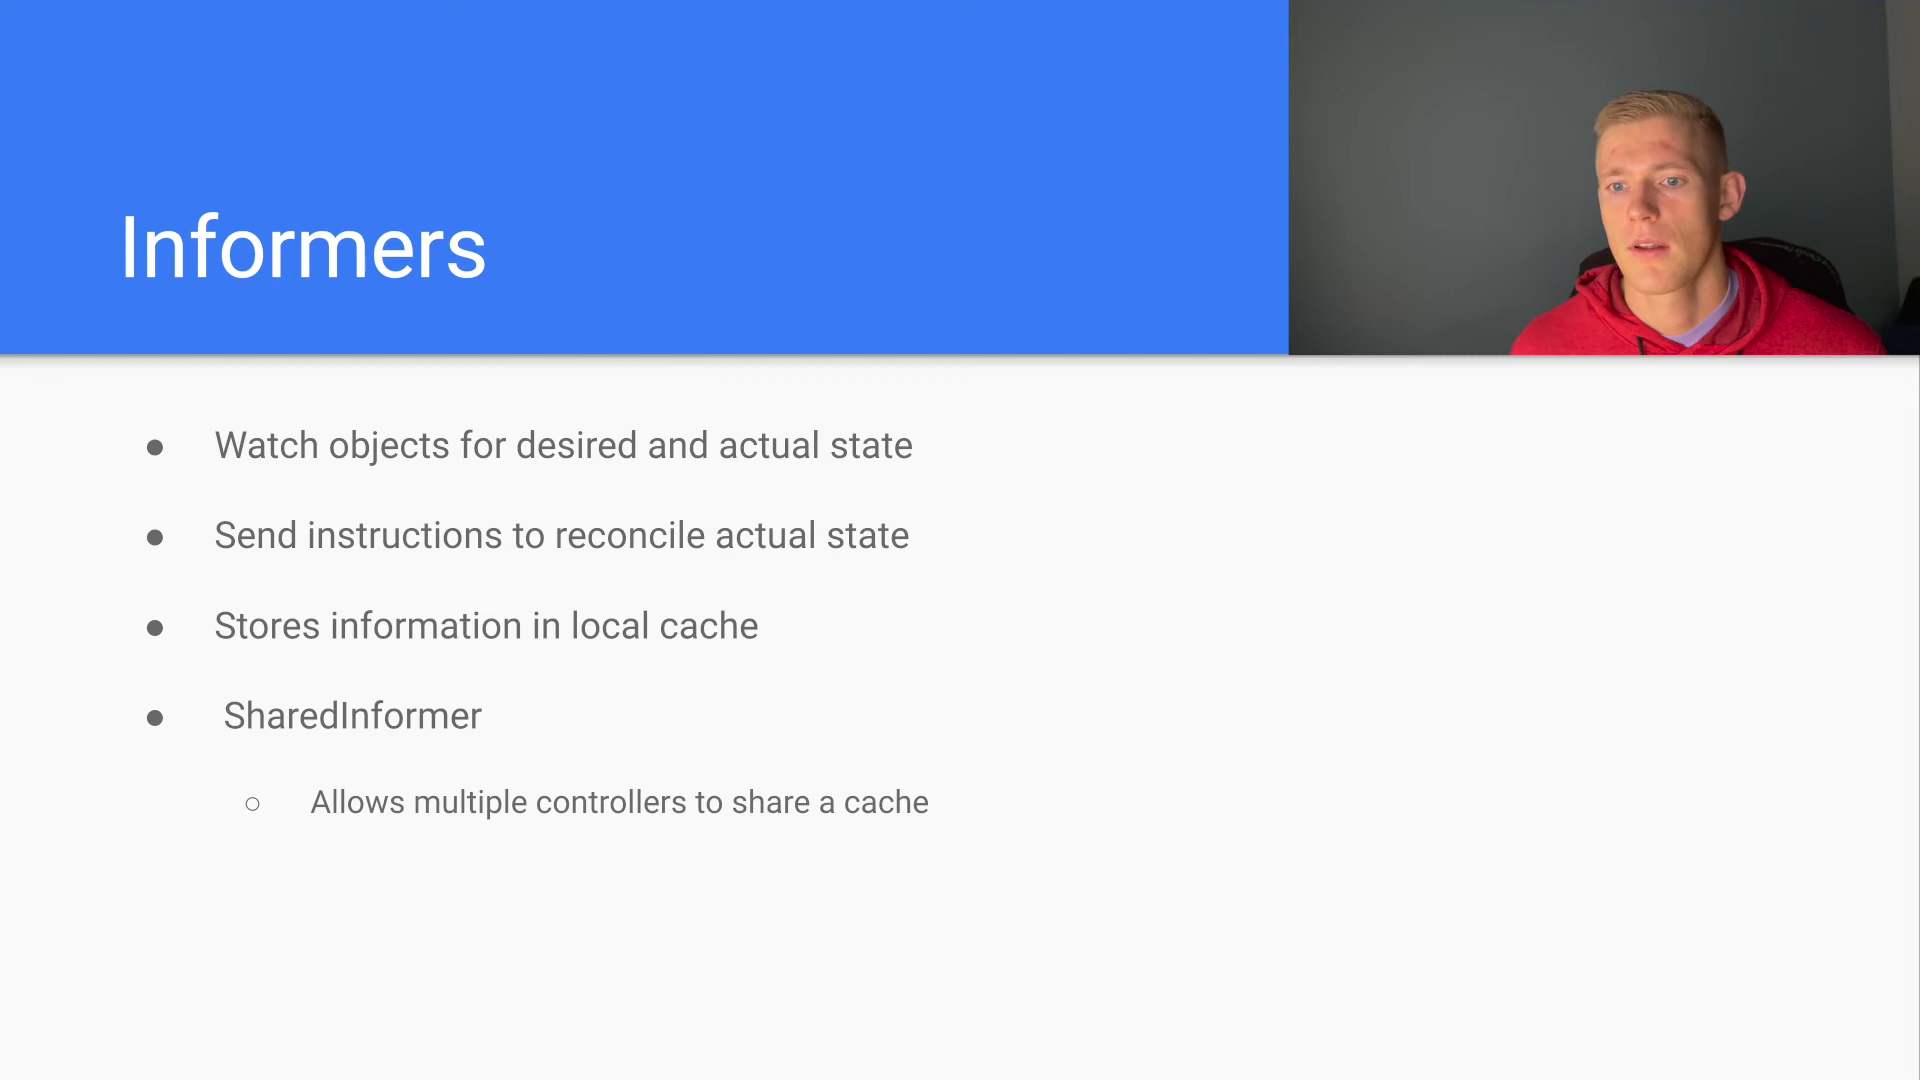 Informers
● Watch objects for desired and actual state
● Send instructions to reconcile actual state
● Stores information in local cache
● SharedInformer
○ Allows multiple controllers to share a cache